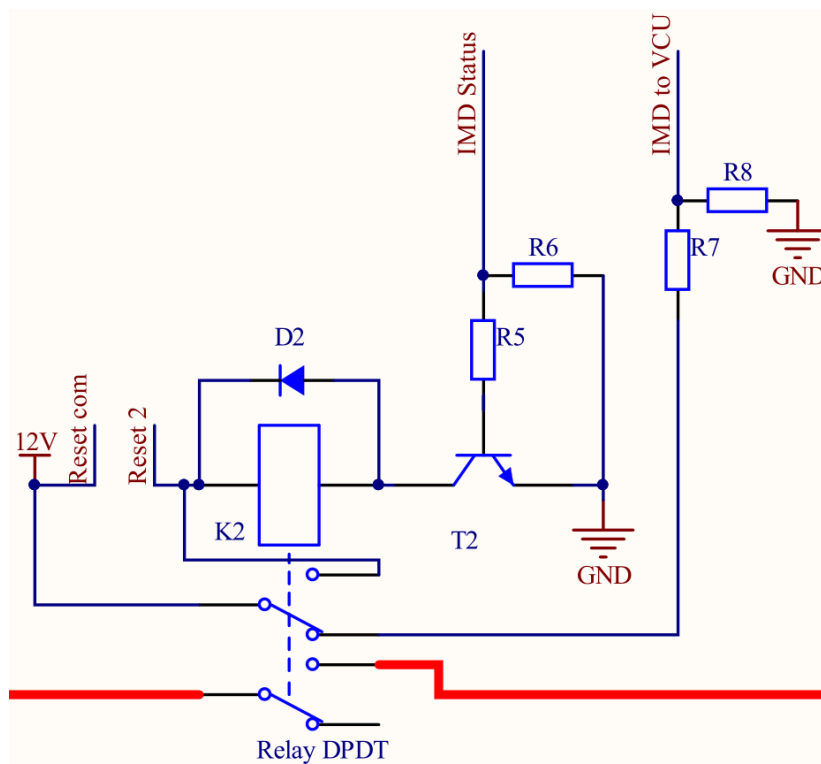 IMD Status
IMD to VCU
R8
R7
GND
R6
R5
D2
12V
Reset com
Reset 2
K2
T2
GND
Relay DPDT